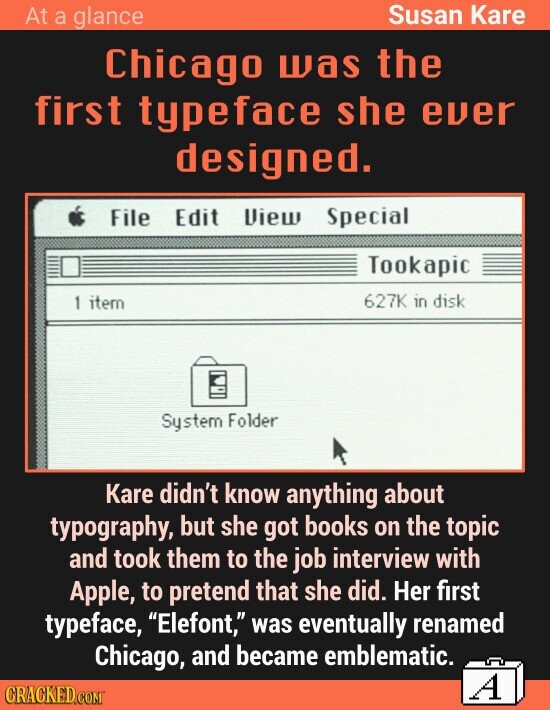 At a glance Susan Kare
Chicago was the
first typeface she ever
designed.
File Edit View Special
Tookapic
1 item 627K in disk
System Folder
Kare didn't know anything about
typography, but she got books on the topic
and took them to the job interview with
Apple, to pretend that she did. Her first
typeface, "Elefont," was eventually renamed
Chicago, and became emblematic.
A
CRACKED.COM